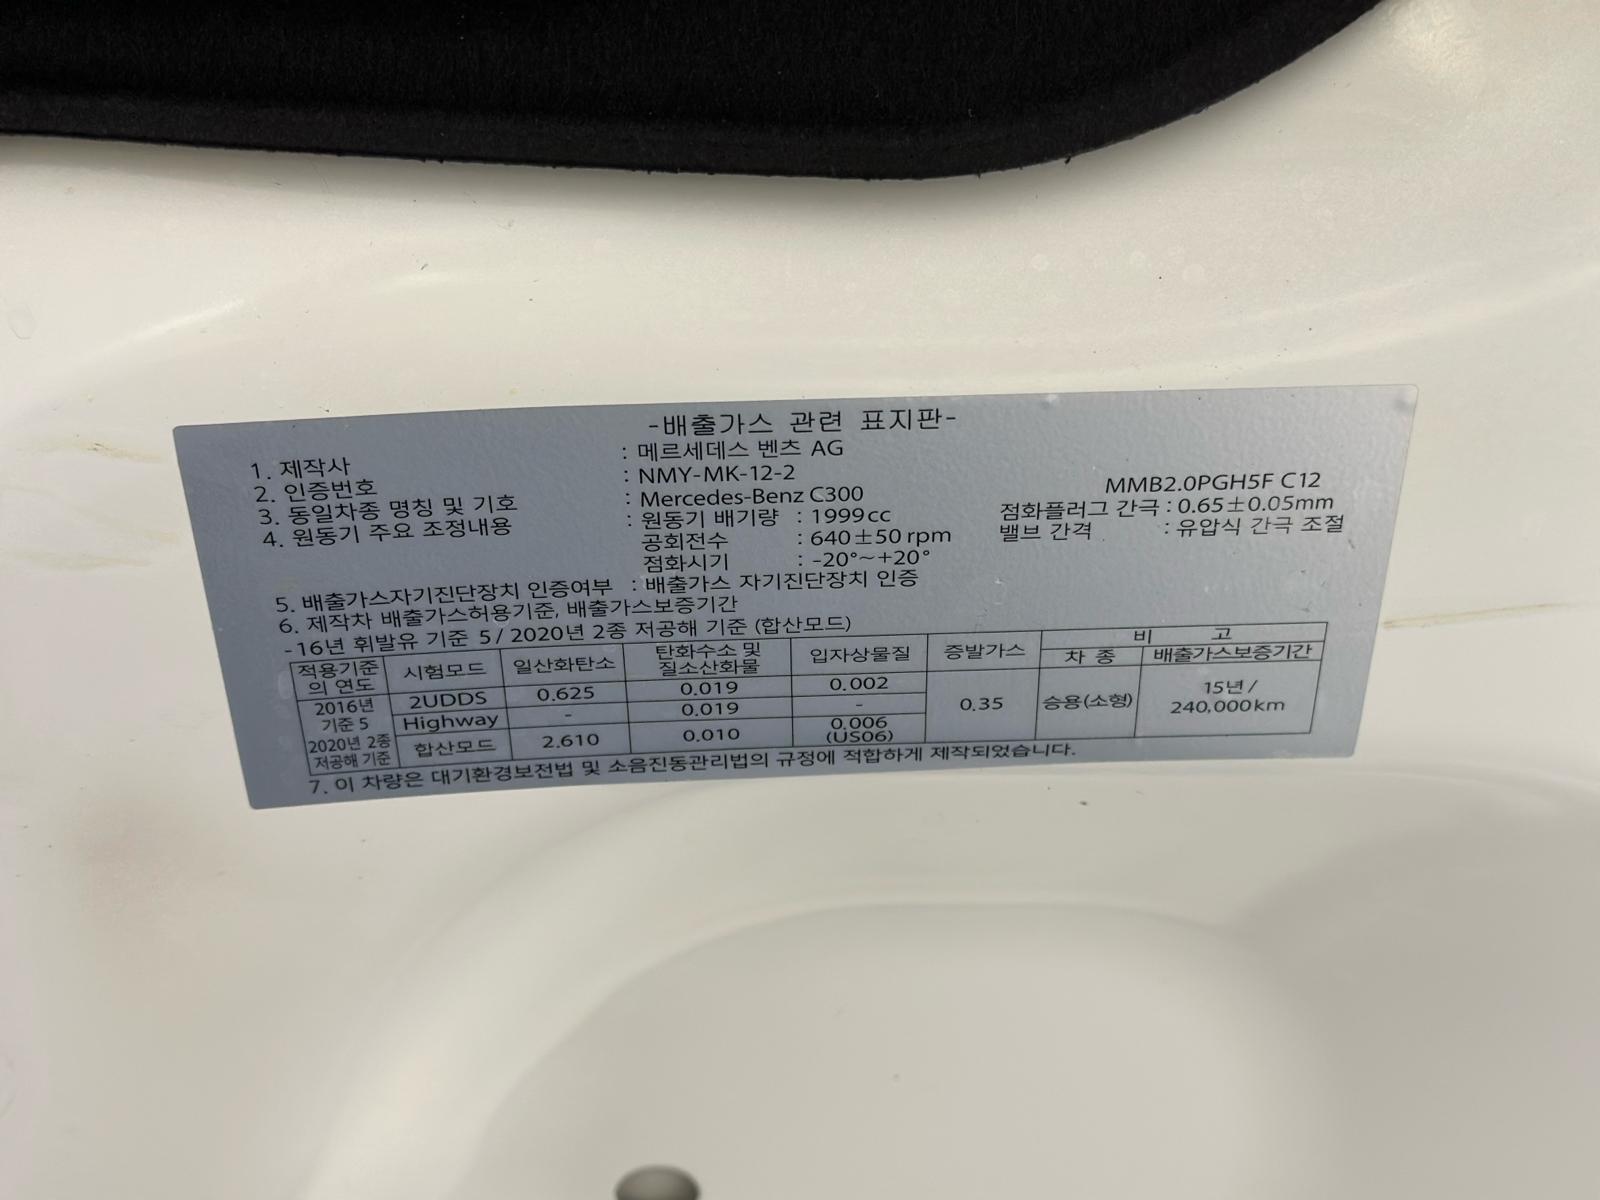 -배출가스 관련 표지판-
1. 제작사 : 메르세데스 벤츠 AG
2. 인증번호 : NMY-MK-12-2
3. 동일차종 명칭 및 기호 : Mercedes-Benz C300 MMB2.0PGH5F C12
4. 원동기 주요 조정내용 : 원동기 배기량 : 1999cc 점화플러그 간극 : 0.65±0.05mm
공회전수 : 640±50 rpm 밸브 간격 : 유압식 간극 조절
점화시기 : -20°~+20°
5. 배출가스자기진단장치 인증여부 : 배출가스 자기진단장치 인증
6. 제작차 배출가스허용기준, 배출가스보증기간
-16년 휘발유 기준 5 / 2020년 2종 저공해 기준 (합산모드)
적용기준의 연도 시험모드 일산화탄소 탄화수소 및 질소산화물 입자상물질 증발가스 비 고
차 종 배출가스보증기간
2016년 기준 5 2UDDS 0.625 0.019 0.002 0.35 승용(소형) 15년 / 240,000km
Highway - 0.019 -
2020년 2종 저공해 기준 합산모드 2.610 0.010 0.006 (US06)
7. 이 차량은 대기환경보전법 및 소음진동관리법의 규정에 적합하게 제작되었습니다.